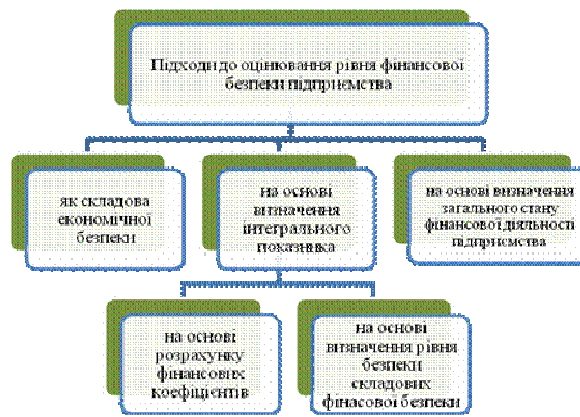 Підходи до оцінювання рівня фінансової
безпеки підприємства
як складова
економічної
безпеки
на основі
визначення
інтегрального
показника
на основі визначення
загального стану
фінансової діяльності
підприємства
на основі
розрахунку
фінансових
коефіцієнтів
на основі
визначення рівня
безпеки
складових
фінасової безпеки